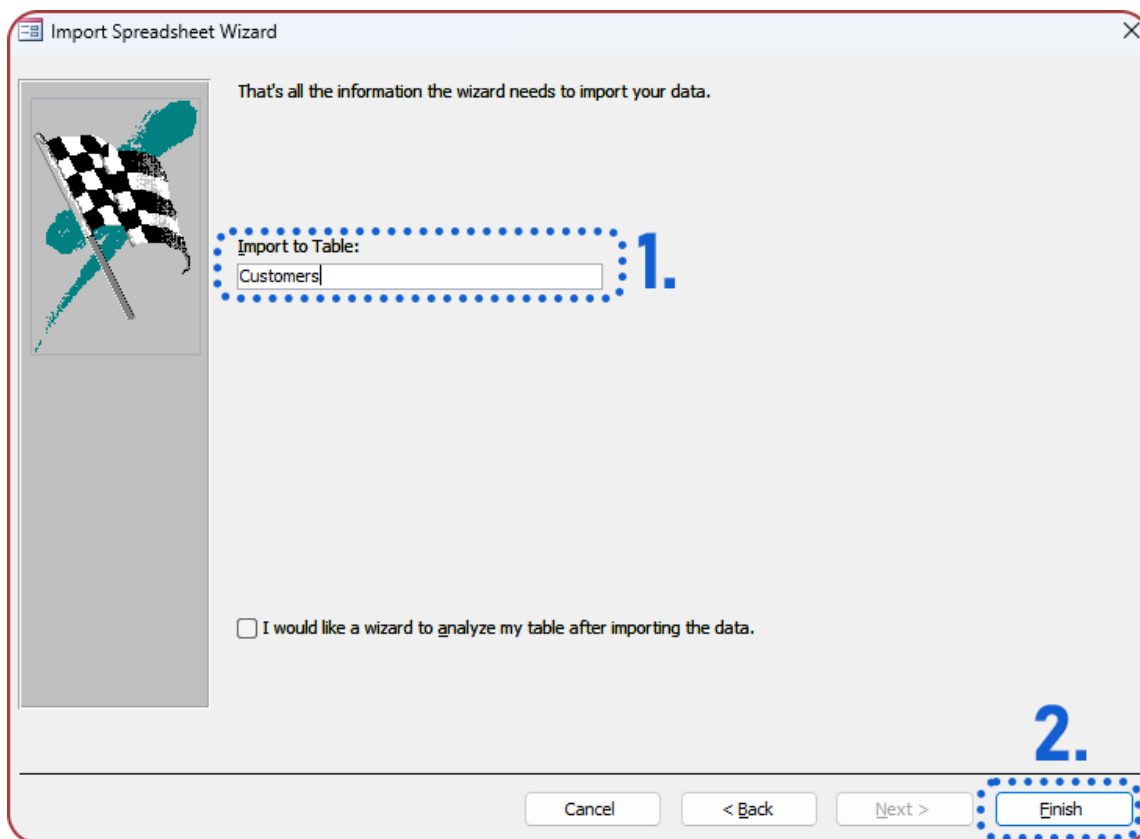 Import Spreadsheet Wizard
That's all the information the wizard needs to import your data.
Import to Table:
1.
Customers
I would like a wizard to analyze my table after importing the data.
2.
Cancel
< Back
Next >
Finish